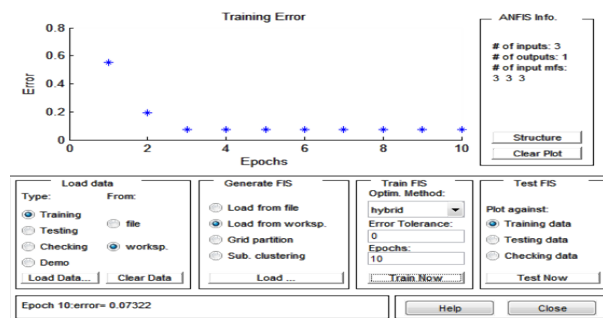 Training Error
0.8
0.6
0.4
0.2
0
Error
0 2 4 6 8 10
Epochs
ANFIS Info.
# of inputs: 3
# of outputs: 1
# of input mfs:
3 3 3
Structure
Clear Plot
Load data
Type: From:
Training
Testing
Checking
Demo
file
worksp.
Load Data... Clear Data
Generate FIS
Load from file
Load from worksp.
Grid partition
Sub. clustering
Load ...
Train FIS
Optim. Method:
hybrid
Error Tolerance:
0
Epochs:
10
Train Now
Test FIS
Plot against:
Training data
Testing data
Checking data
Test Now
Epoch 10:error= 0.07322
Help Close